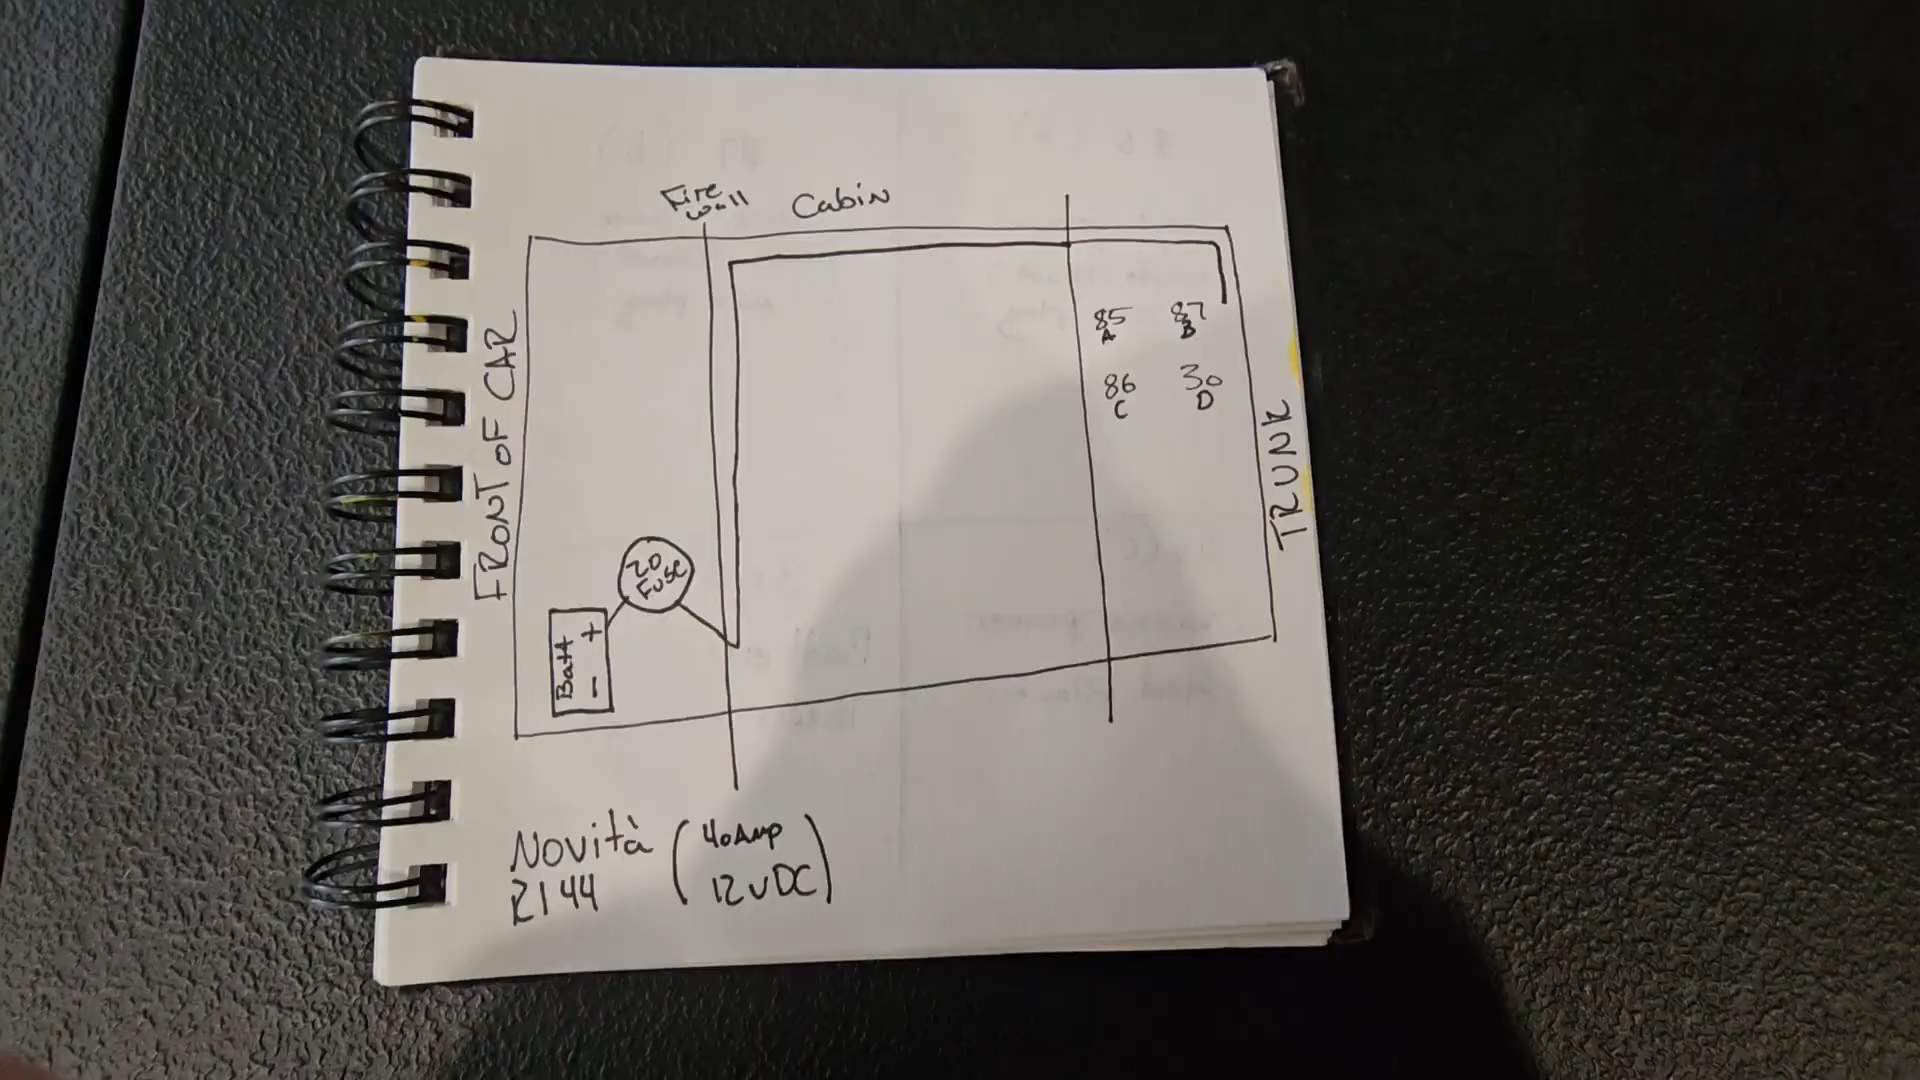 Fire
wall
Cabin
FRONT OF CAR
85
A
87
B
86
C
30
D
TRUNK
20
Fuse
Batt
+
-
Novità
R144
(40Amp
12vDC)